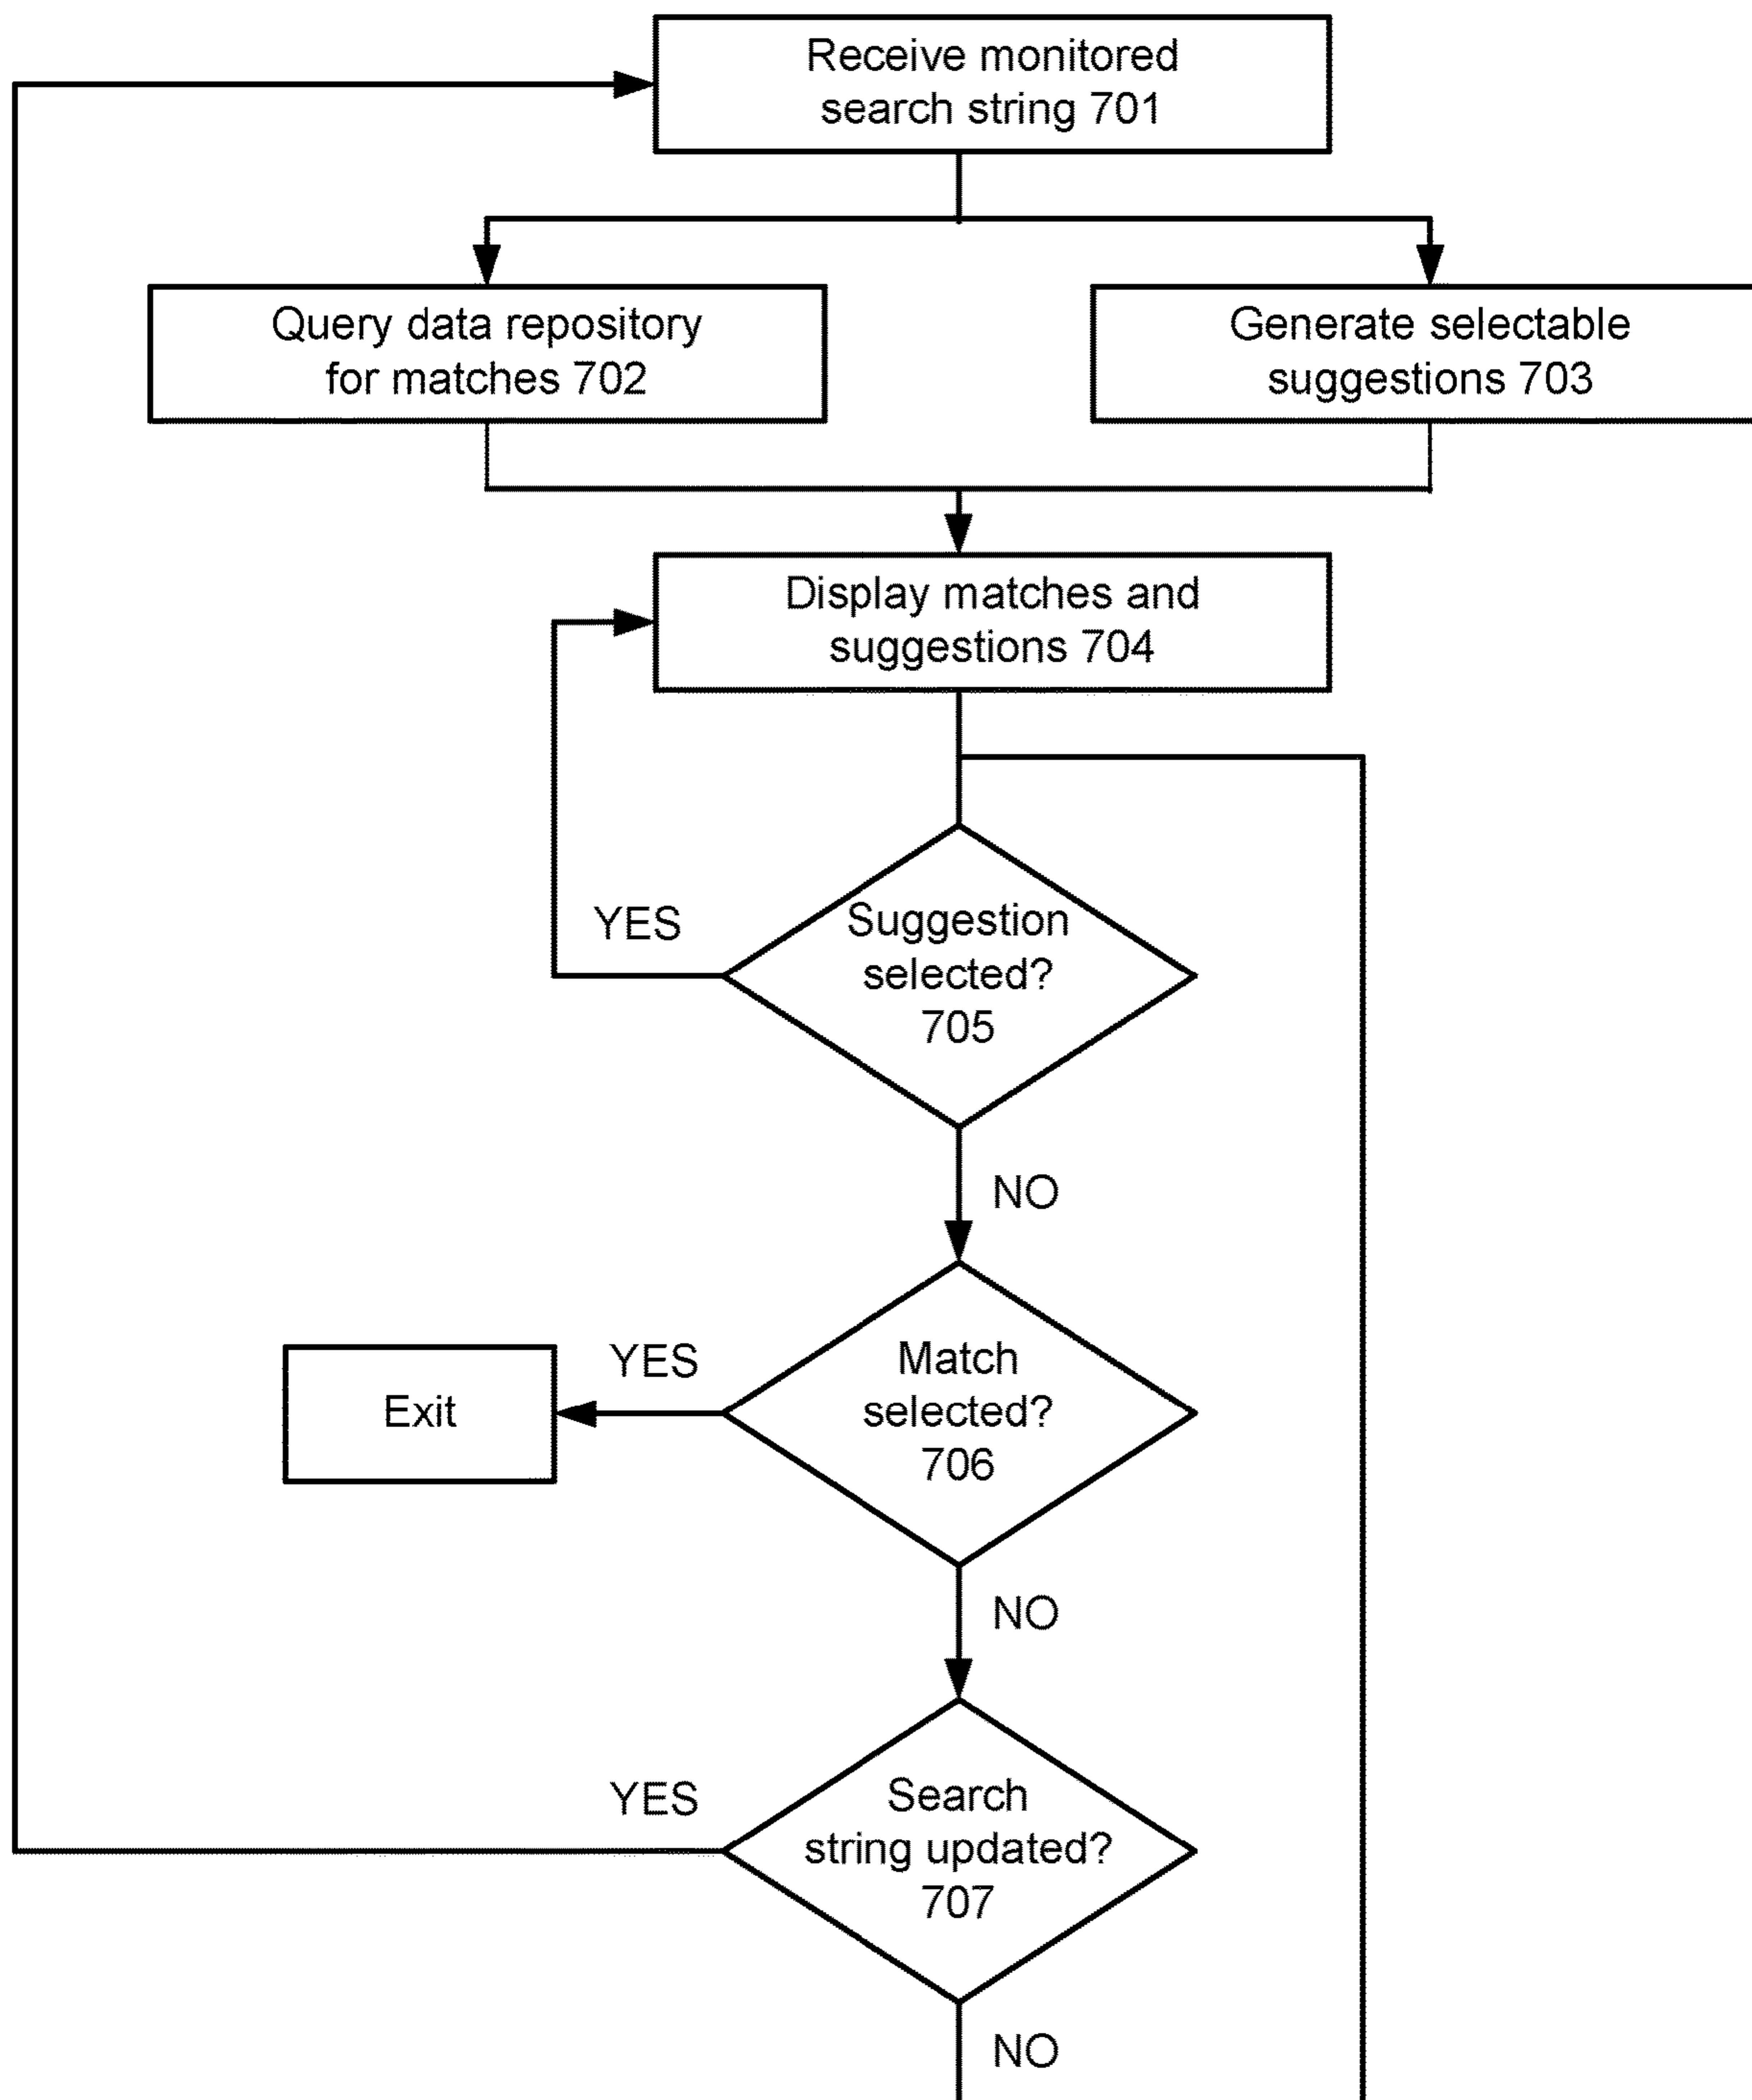 Receive monitored
search string 701
Query data repository
for matches 702
Generate selectable
suggestions 703
Display matches and
suggestions 704
YES
Suggestion
selected?
705
NO
Exit
YES
Match
selected?
706
NO
YES
Search
string updated?
707
NO